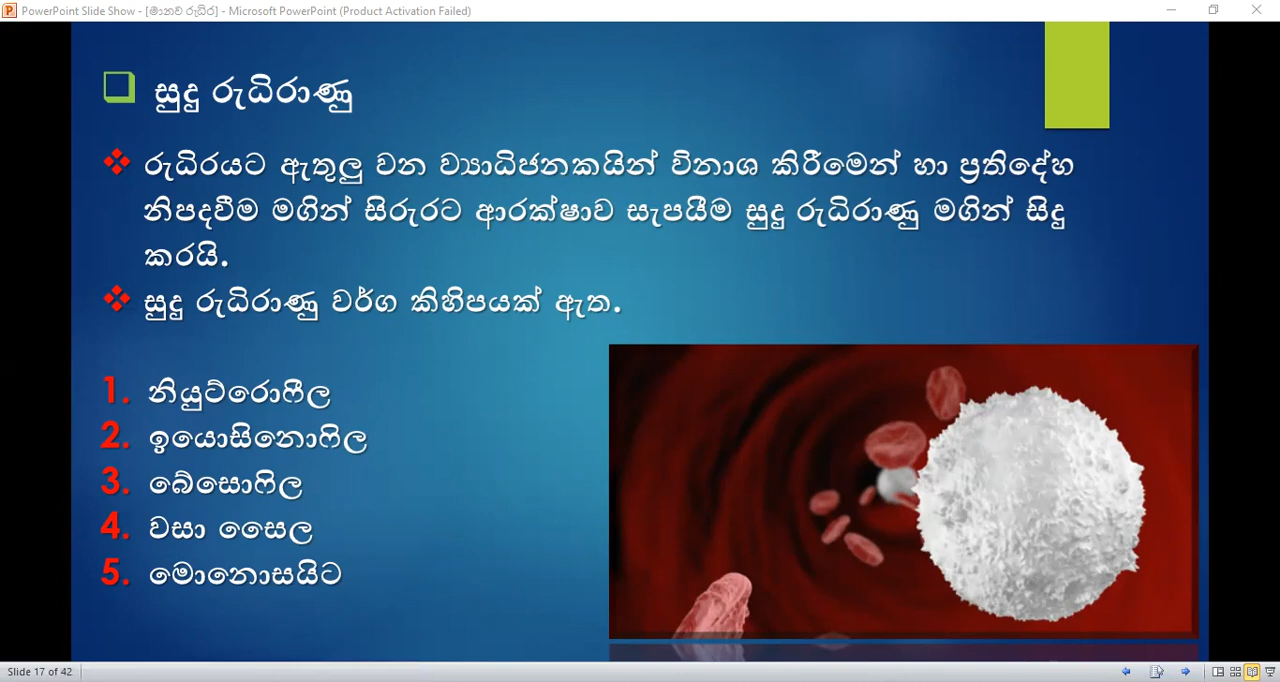 PowerPoint Slide Show - [මානව රුධිර] - Microsoft PowerPoint (Product Activation Failed)
සුදු රුධිරාණු
රුධිරයට ඇතුලු වන ව්‍යාධිජනකයින් විනාශ කිරීමෙන් හා ප්‍රතිදේහ
නිපදවීම මගින් සිරුරට ආරක්ෂාව සැපයීම සුදු රුධිරාණු මගින් සිදු
කරයි.
සුදු රුධිරාණු වර්ග කිහිපයක් ඇත.
1. නියුට්රොෆීල
2. ඉයොසිනොෆිල
3. බේසොෆිල
4. වසා සෛල
5. මොනොසයිට
Slide 17 of 42